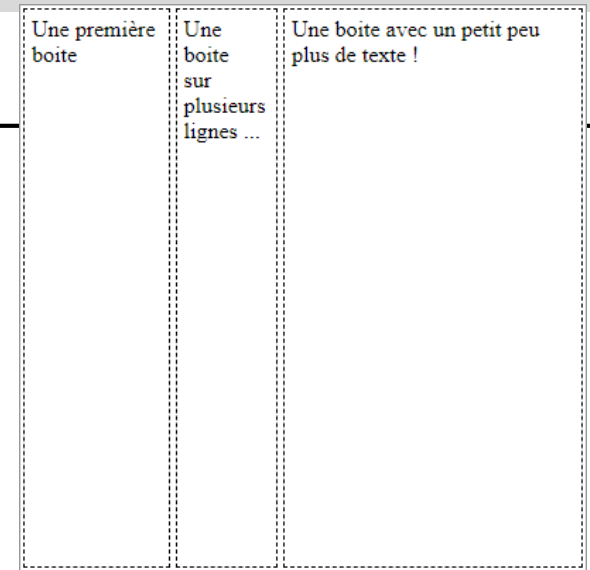 Une première
boite
Une
boite
sur
plusieurs
lignes ...
Une boite avec un petit peu
plus de texte !